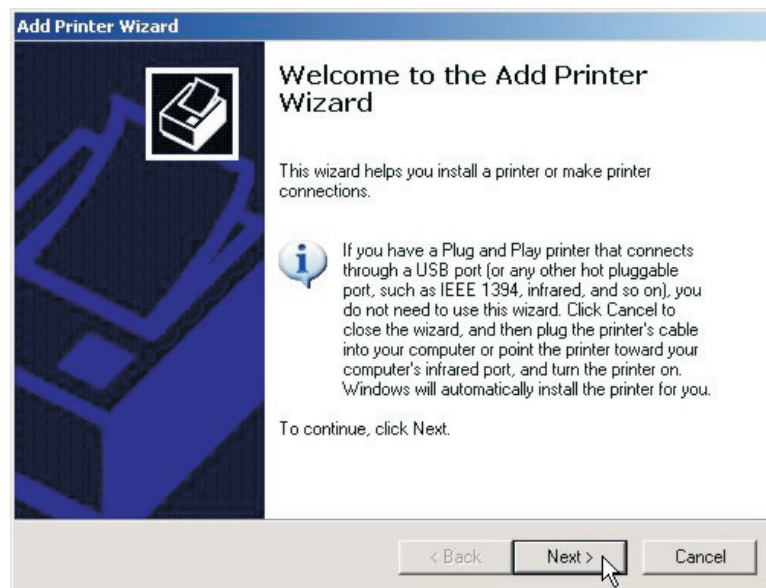 Add Printer Wizard
Welcome to the Add Printer
Wizard
This wizard helps you install a printer or make printer
connections.
If you have a Plug and Play printer that connects
through a USB port (or any other hot pluggable
port, such as IEEE 1394, infrared, and so on), you
do not need to use this wizard. Click Cancel to
close the wizard, and then plug the printer's cable
into your computer or point the printer toward your
computer's infrared port, and turn the printer on.
Windows will automatically install the printer for you.
To continue, click Next.
< Back Next > Cancel